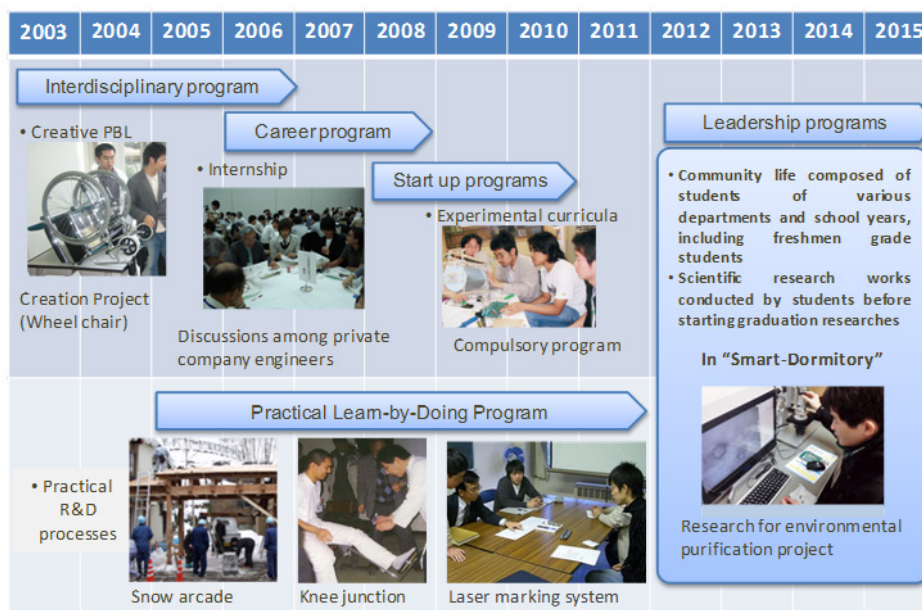 2003 2004 2005 2006 2007 2008 2009 2010 2011 2012 2013 2014 2015
Interdisciplinary program
Career program
Start up programs
Leadership programs
• Creative PBL
Creation Project
(Wheel chair)
• Internship
Discussions among private
company engineers
• Experimental curricula
Compulsory program
• Community life composed of
students of various
departments and school years,
including freshmen grade
students
• Scientific research works
conducted by students before
starting graduation researches
In “Smart-Dormitory”
Research for environmental
purification project
Practical Learn-by-Doing Program
• Practical
R&D
processes
Snow arcade
Knee junction
Laser marking system